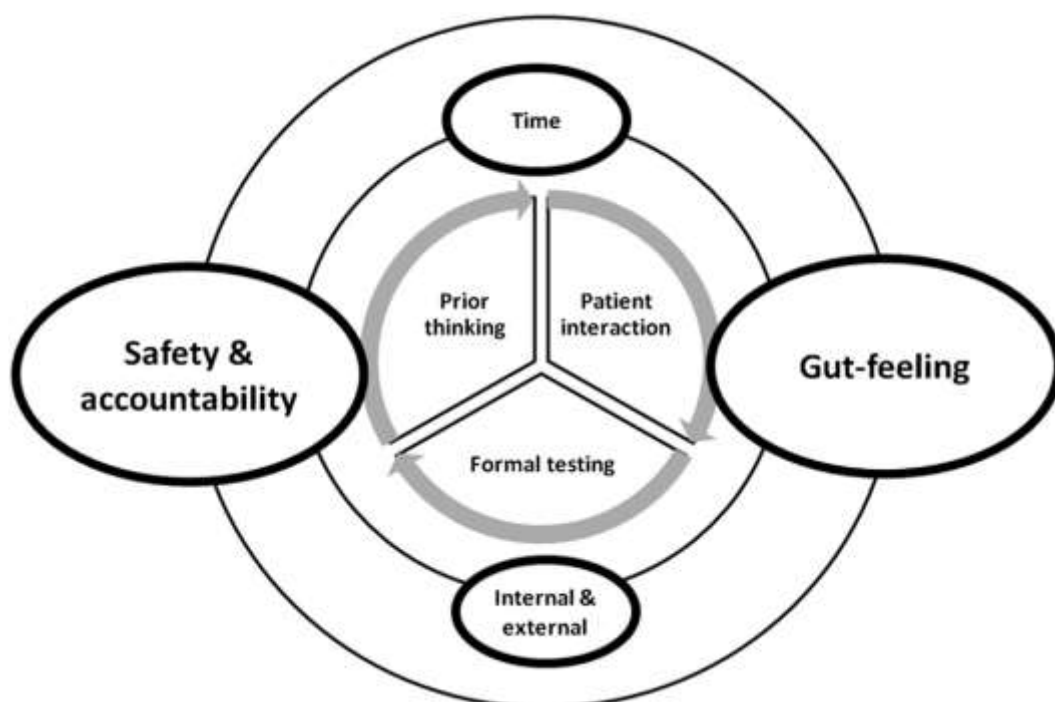 Time
Prior
thinking
Patient
interaction
Safety &
accountability
Gut-feeling
Formal testing
Internal &
external